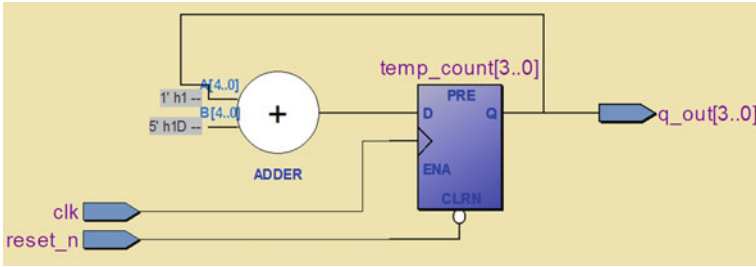 temp_count[3..0]
A[4..0]
1' h1 --
B[4..0]
5' h1D --
+
ADDER
PRE
D
Q
ENA
CLRN
q_out[3..0]
clk
reset_n